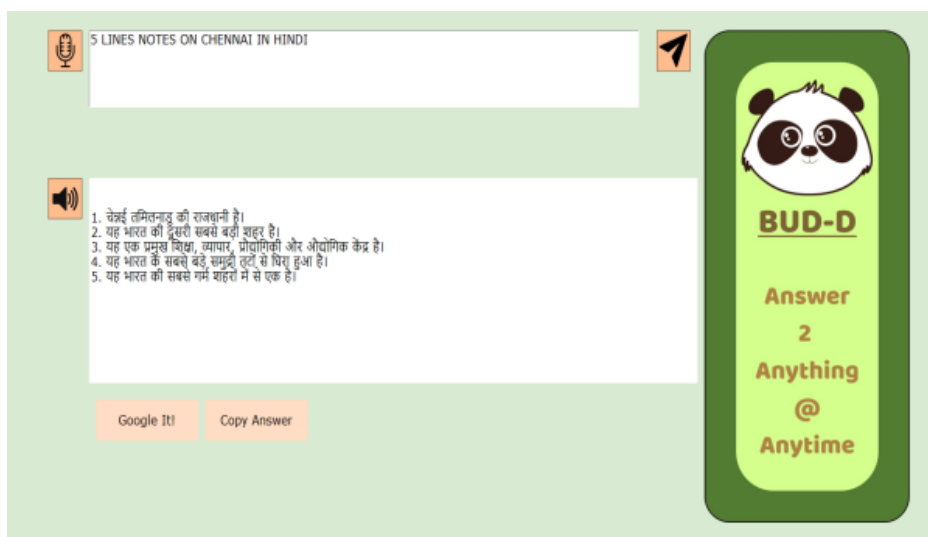 5 LINES NOTES ON CHENNAI IN HINDI
1. चेन्नई तमिलनाडु की राजधानी है।
2. यह भारत की दूसरी सबसे बड़ी शहर है।
3. यह एक प्रमुख शिक्षा, व्यापार, प्रौद्योगिकी और औद्योगिक केंद्र है।
4. यह भारत के सबसे बड़े समुद्री तटों से घिरा हुआ है।
5. यह भारत की सबसे गर्म शहरों में से एक है।
Google It!
Copy Answer
BUD-D
Answer
2
Anything
@
Anytime